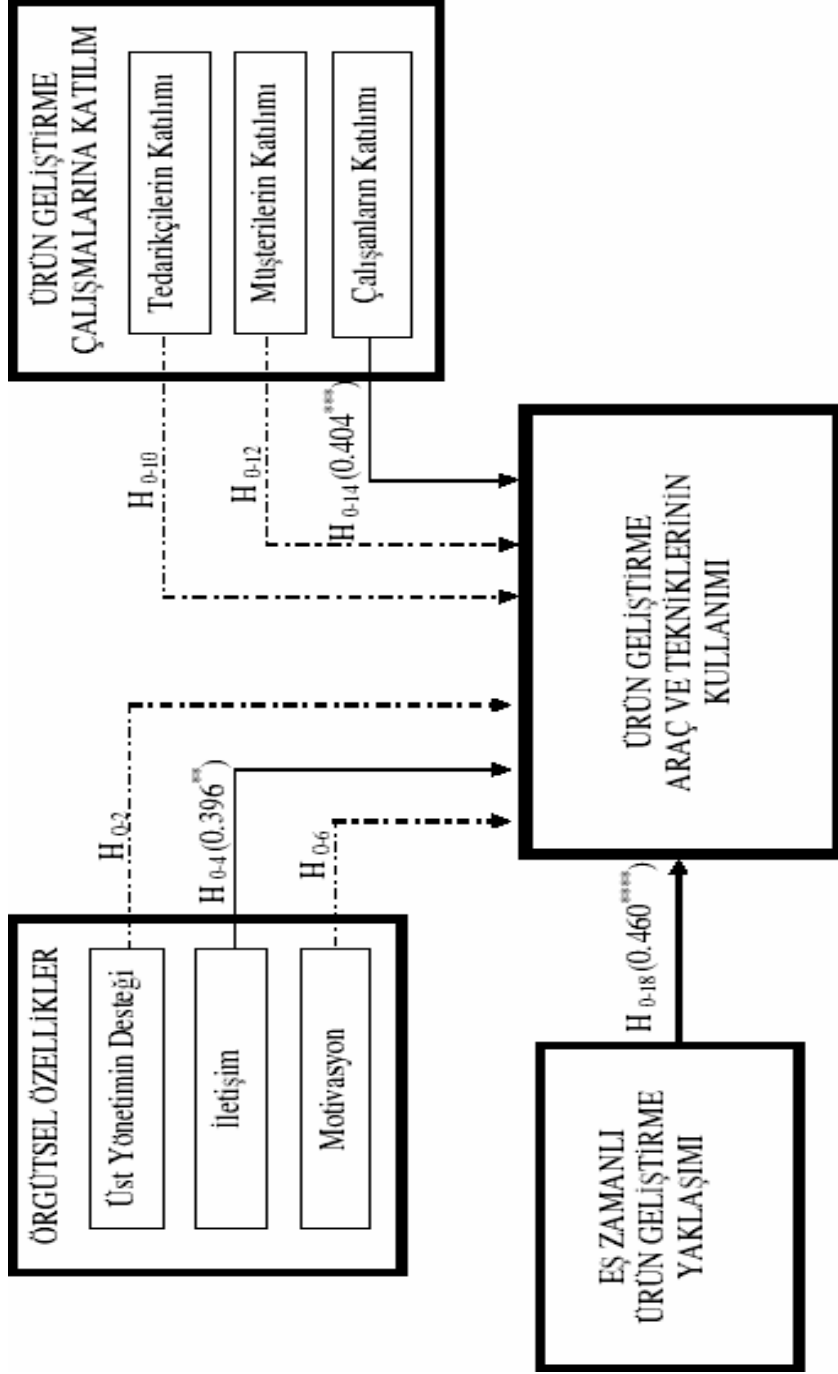 ÖRGÜTSEL ÖZELLİKLER
Üst Yönetimin Desteği
İletişim
Motivasyon
H 0-2
H 0-4 (0.396**)
H 0-6
ÜRÜN GELİŞTİRME
ÇALIŞMALARINA KATILIM
Tedarikçilerin Katılımı
Müşterilerin Katılımı
Çalışanların Katılımı
H 0-10
H 0-12
H 0-14 (0.404***)
EŞ ZAMANLI
ÜRÜN GELİŞTİRME
YAKLAŞIMI
H 0-18 (0.460****)
ÜRÜN GELİŞTİRME
ARAÇ VE TEKNİKLERİNİN
KULLANIMI